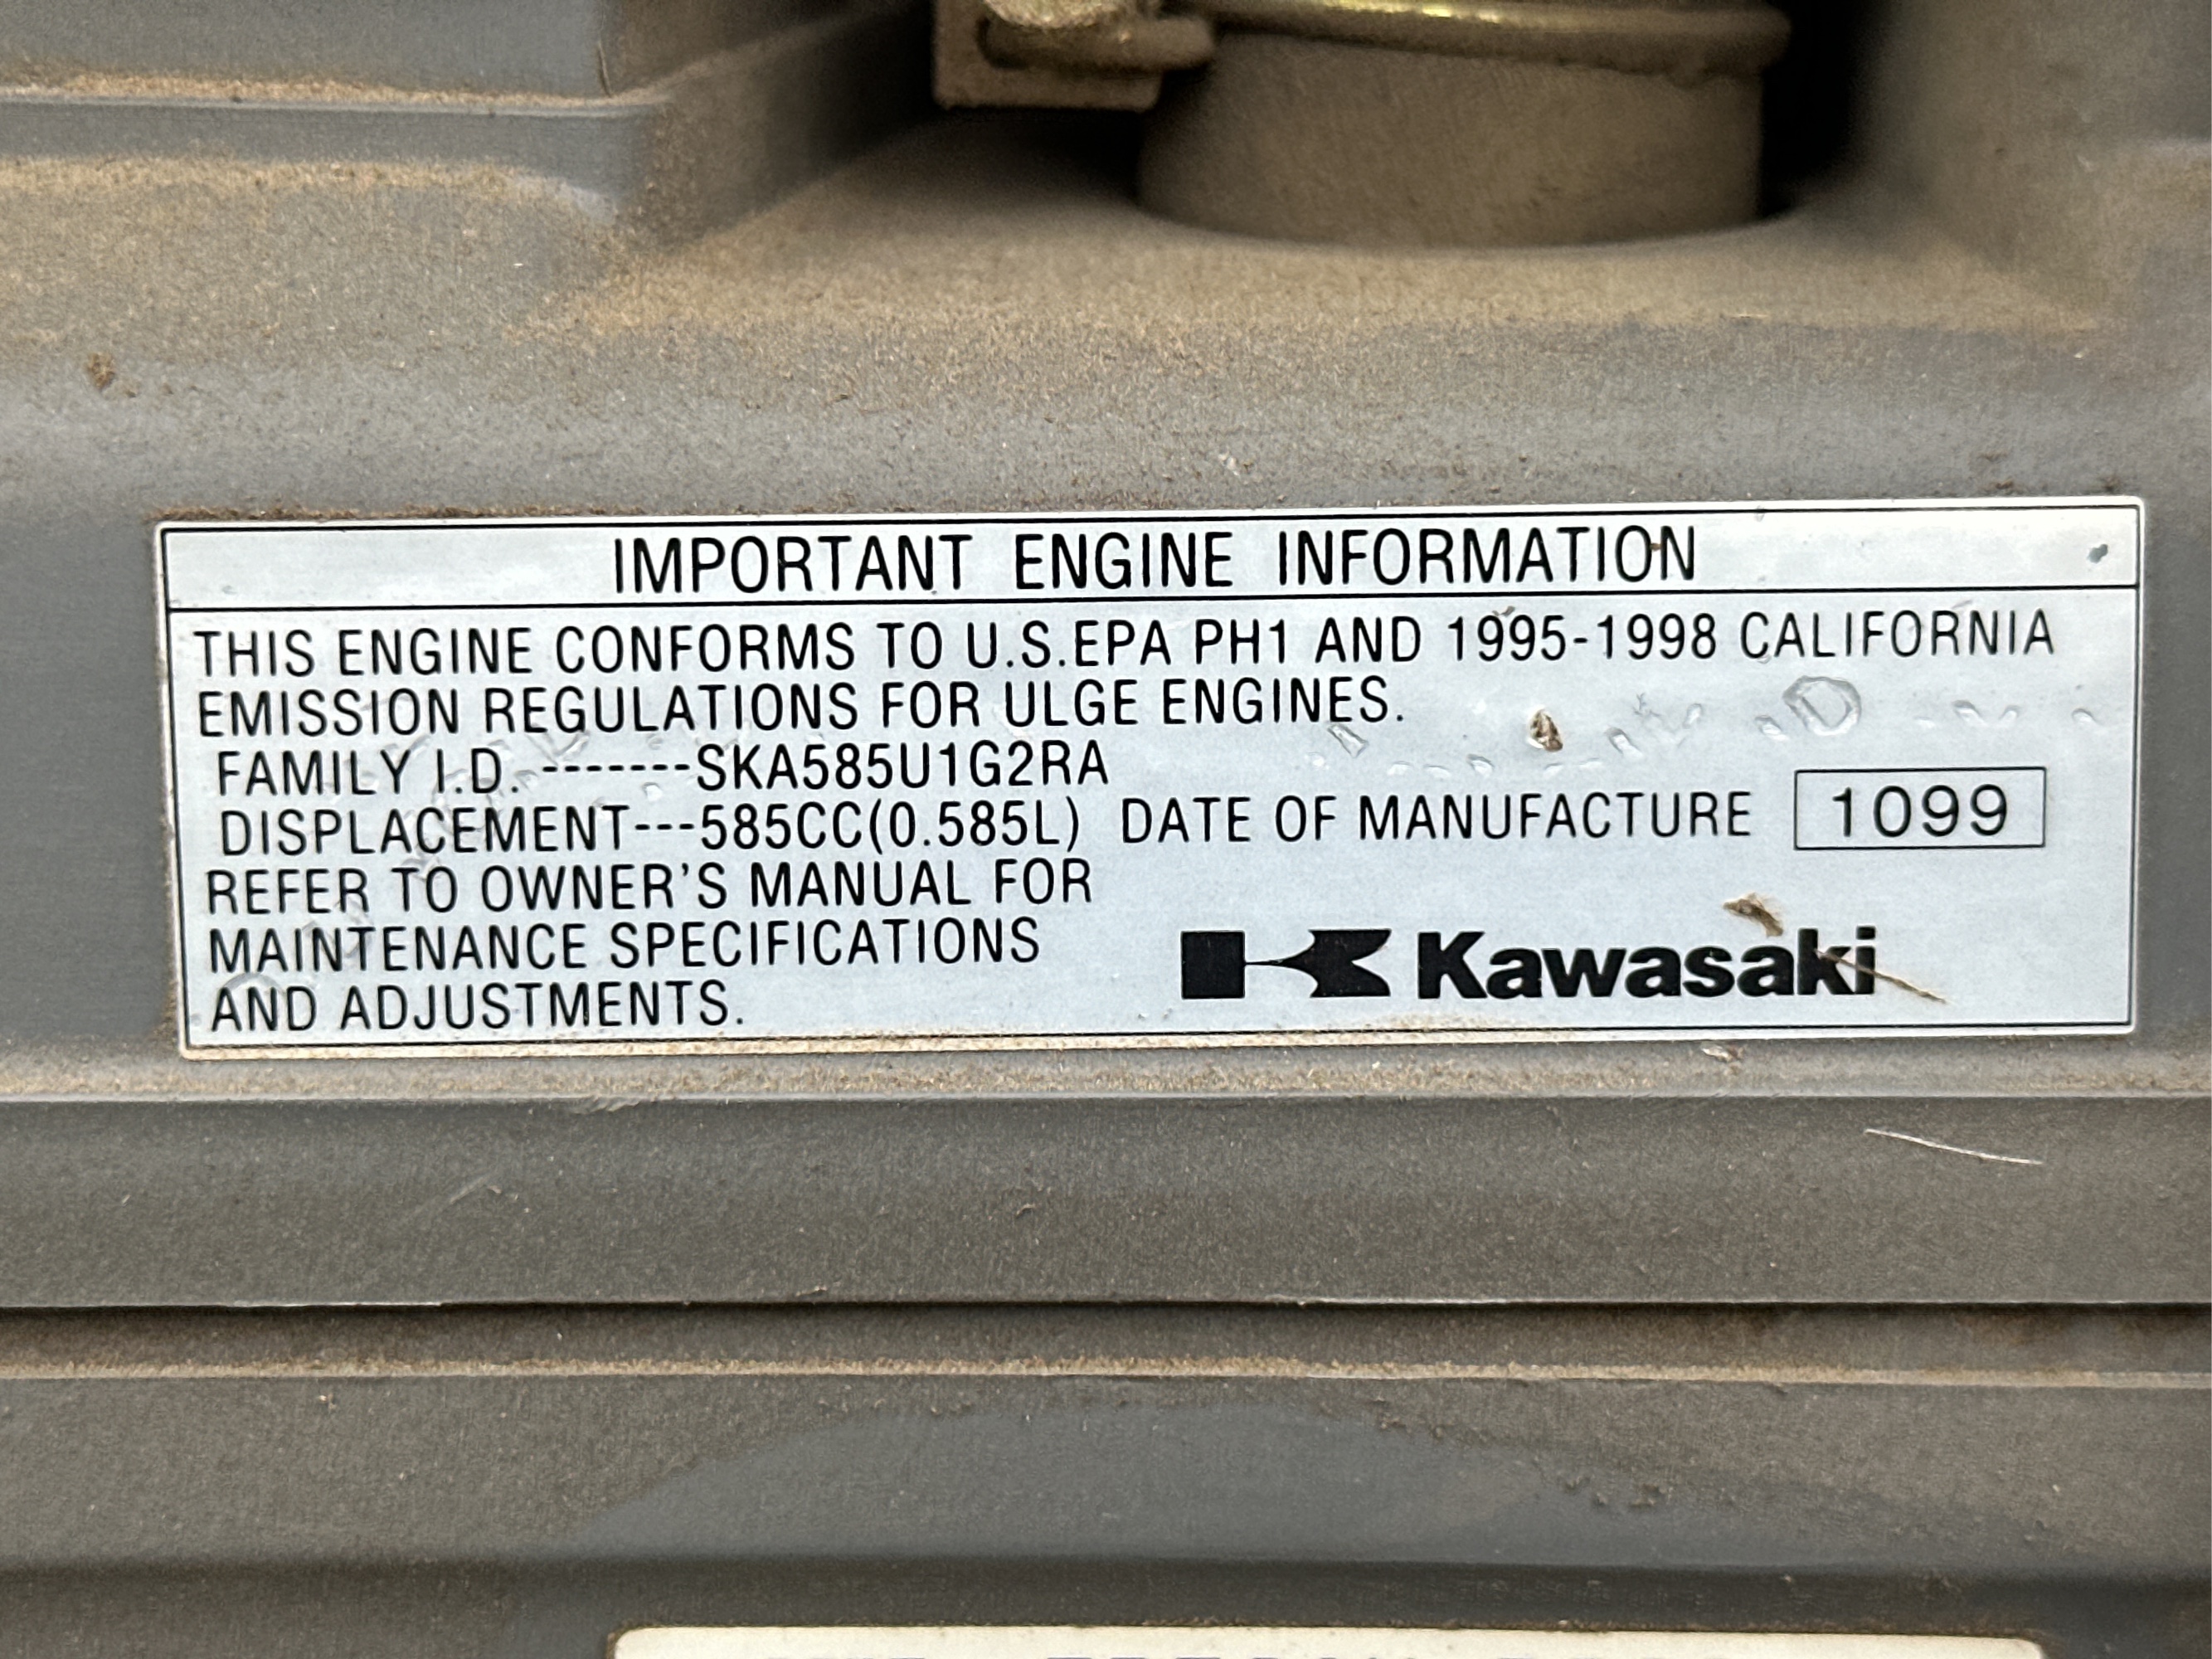 IMPORTANT ENGINE INFORMATION
THIS ENGINE CONFORMS TO U.S.EPA PH1 AND 1995-1998 CALIFORNIA
EMISSION REGULATIONS FOR ULGE ENGINES.
FAMILY I.D.-------SKA585U1G2RA
DISPLACEMENT---585CC(0.585L) DATE OF MANUFACTURE 1099
REFER TO OWNER'S MANUAL FOR
MAINTENANCE SPECIFICATIONS
AND ADJUSTMENTS.
Kawasaki